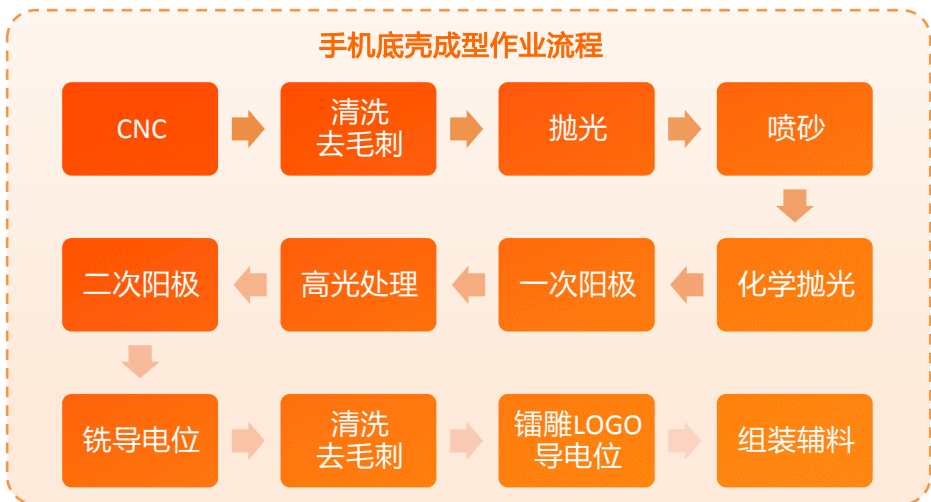 手机底壳成型作业流程
CNC
清洗
去毛刺
抛光
喷砂
化学抛光
一次阳极
高光处理
二次阳极
铣导电位
清洗
去毛刺
镭雕LOGO
导电位
组装辅料